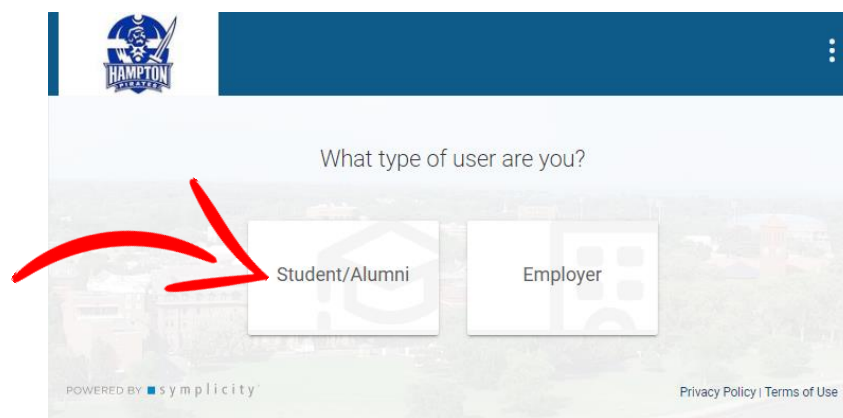 HAMPTON
PIRATES
What type of user are you?
Student/Alumni
Employer
POWERED BY symplicity
Privacy Policy | Terms of Use